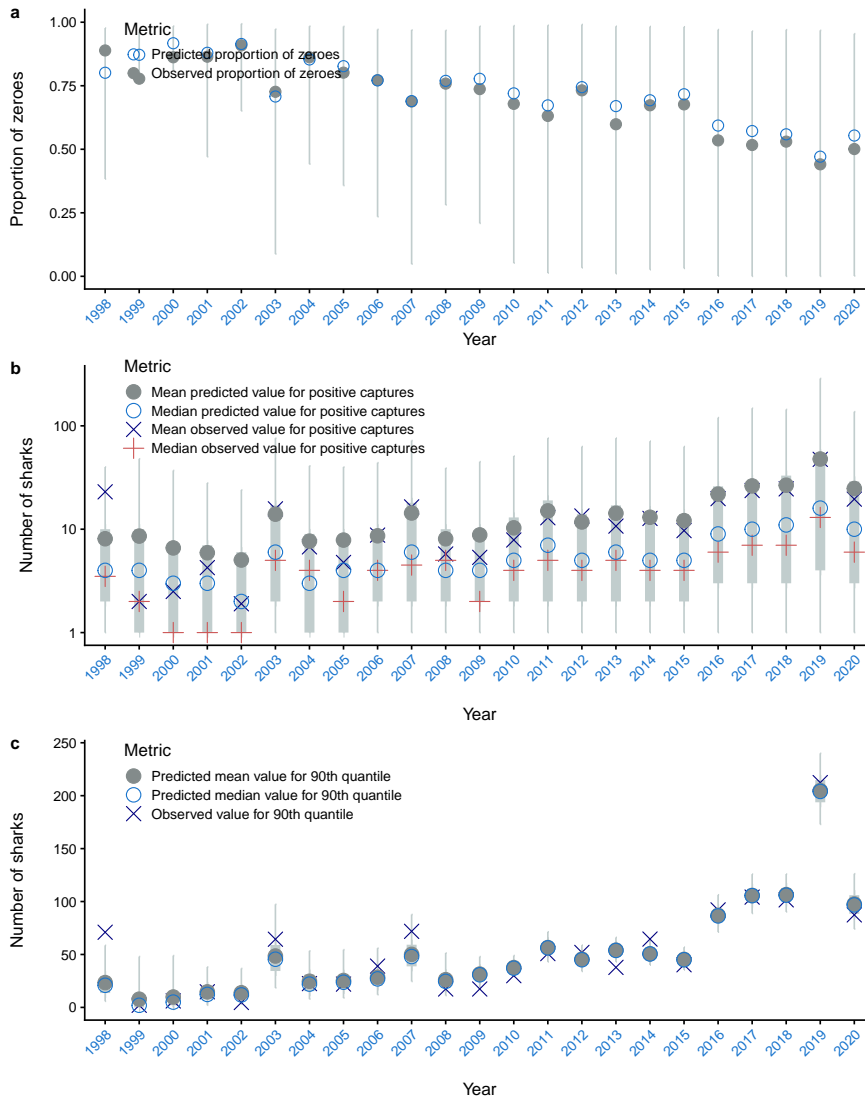 a
Metric
Predicted proportion of zeroes
Observed proportion of zeroes
Proportion of zeroes
1.00
0.75
0.50
0.25
0.00
1998 1999 2000 2001 2002 2003 2004 2005 2006 2007 2008 2009 2010 2011 2012 2013 2014 2015 2016 2017 2018 2019 2020
Year
b
Metric
Mean predicted value for positive captures
Median predicted value for positive captures
Mean observed value for positive captures
Median observed value for positive captures
Number of sharks
100
10
1
1998 1999 2000 2001 2002 2003 2004 2005 2006 2007 2008 2009 2010 2011 2012 2013 2014 2015 2016 2017 2018 2019 2020
Year
c
Metric
Predicted mean value for 90th quantile
Predicted median value for 90th quantile
Observed value for 90th quantile
Number of sharks
250
200
150
100
50
0
1998 1999 2000 2001 2002 2003 2004 2005 2006 2007 2008 2009 2010 2011 2012 2013 2014 2015 2016 2017 2018 2019 2020
Year